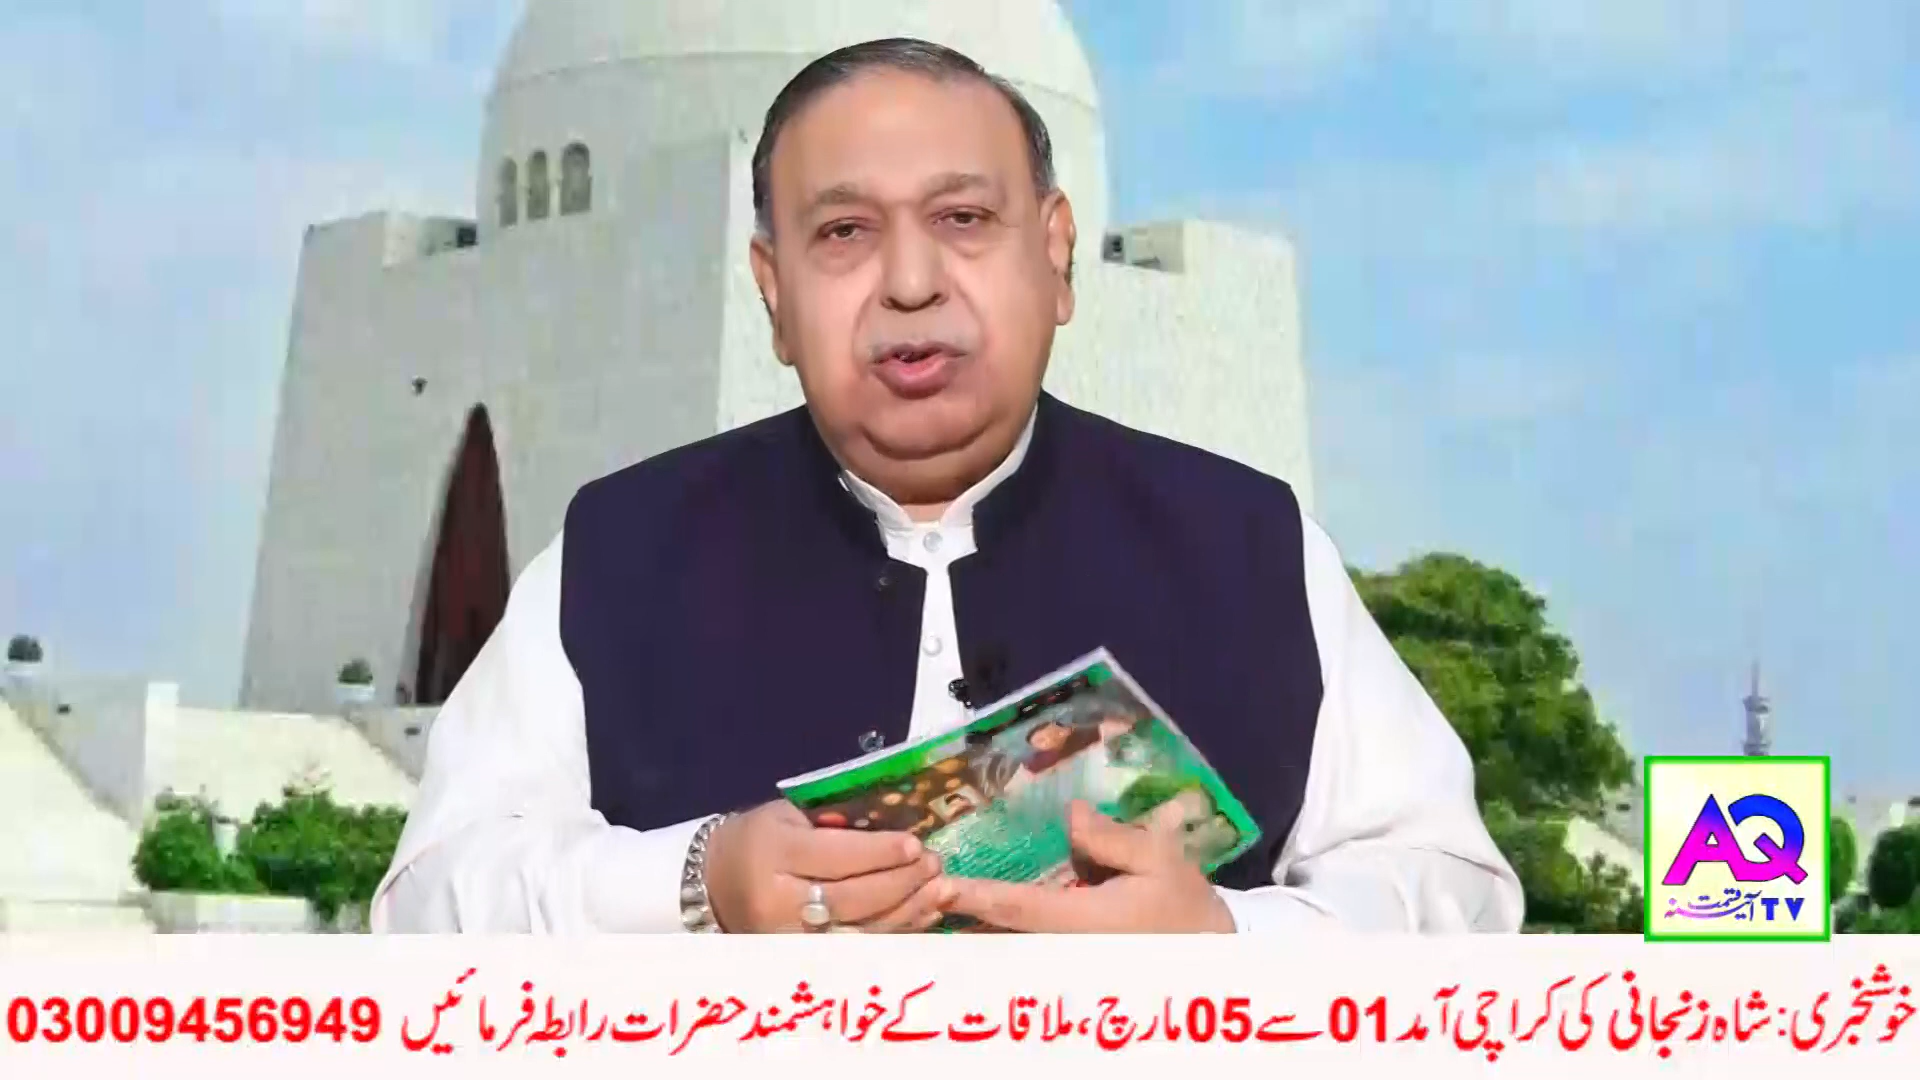 AQ
آئینہ قسمت TV
خوشخبری: شاہ زنجانی کی کراچی آمد 01 سے 05 مارچ، ملاقات کے خواہشمند حضرات رابطہ فرمائیں 03009456949